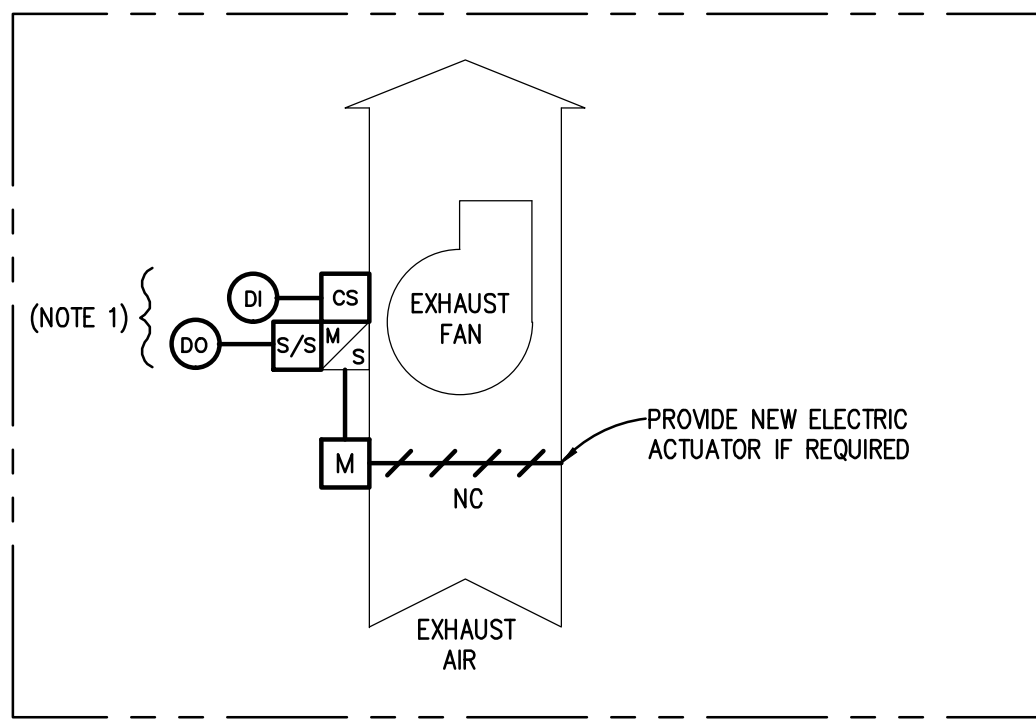 EXHAUST
FAN
(NOTE 1)
DI
CS
DO
S/S
M
S
M
NC
PROVIDE NEW ELECTRIC
ACTUATOR IF REQUIRED
EXHAUST
AIR